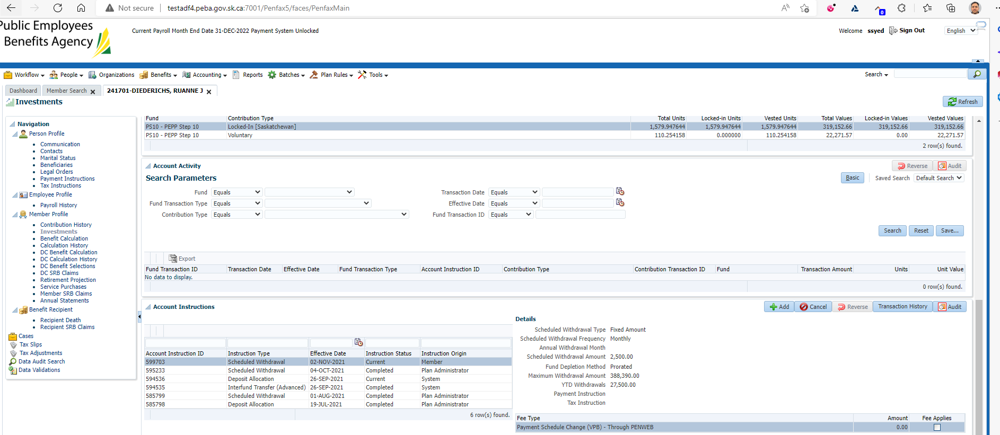 Not secure testadf4.peba.gov.sk.ca:7001/Penfax5/faces/PenfaxMain
0
Public Employees
Benefits Agency
Current Payroll Month End Date 31-DEC-2022 Payment System Unlocked
Welcome ssyed Sign Out English
Workflow People Organizations Benefits Accounting Reports Batches Plan Rules Tools Search
Dashboard Member Search 241701-DIEDERICHS, RUANNE J
Investments
Refresh
Navigation
Person Profile
Communication
Contacts
Marital Status
Beneficiaries
Legal Orders
Payment Instructions
Tax Instructions
Employee Profile
Payroll History
Member Profile
Contribution History
Investments
Benefit Calculation
Calculation History
DC Benefit Calculation
DC Calculation History
DC Benefit Selections
DC SRB Claims
Retirement Projection
Service Purchases
Member SRB Claims
Annual Statements
Benefit Recipient
Recipient Death
Recipient SRB Claims
Cases
Tax Slips
Tax Adjustments
Data Audit Search
Data Validations
Fund Contribution Type Total Units Locked-in Units Vested Units Total Values Locked-in Values Vested Values
PS10 - PEPP Step 10 Locked-In [Saskatchewan] 1,579.947644 1,579.947644 1,579.947644 319,152.66 319,152.66 319,152.66
PS10 - PEPP Step 10 Voluntary 110.254158 0.000000 110.254158 22,271.57 0.00 22,271.57
2 row(s) found.
Account Activity Reverse Audit
Search Parameters Basic Saved Search Default Search
Fund Equals Transaction Date Equals
Fund Transaction Type Equals Effective Date Equals
Contribution Type Equals Fund Transaction ID Equals
Search Reset Save...
Export
Fund Transaction ID Transaction Date Effective Date Fund Transaction Type Account Instruction ID Contribution Type Contribution Transaction ID Fund Transaction Amount Units Unit Value
No data to display.
0 row(s) found.
Account Instructions Add Cancel Reverse Transaction History Audit
Account Instruction ID Instruction Type Effective Date Instruction Status Instruction Origin
599703 Scheduled Withdrawal 02-NOV-2021 Current Member
595233 Scheduled Withdrawal 04-OCT-2021 Completed Plan Administrator
594536 Deposit Allocation 26-SEP-2021 Current System
594535 Interfund Transfer (Advanced) 26-SEP-2021 Completed System
585799 Scheduled Withdrawal 01-AUG-2021 Completed Plan Administrator
585798 Deposit Allocation 19-JUL-2021 Completed Plan Administrator
6 row(s) found.
Details
Scheduled Withdrawal Type Fixed Amount
Scheduled Withdrawal Frequency Monthly
Annual Withdrawal Month
Scheduled Withdrawal Amount 2,500.00
Fund Depletion Method Prorated
Maximum Withdrawal Amount 388,390.00
YTD Withdrawals 27,500.00
Payment Instruction
Tax Instruction
Fee Type Amount Fee Applies
Payment Schedule Change (VPB) - Through PENWEB 0.00